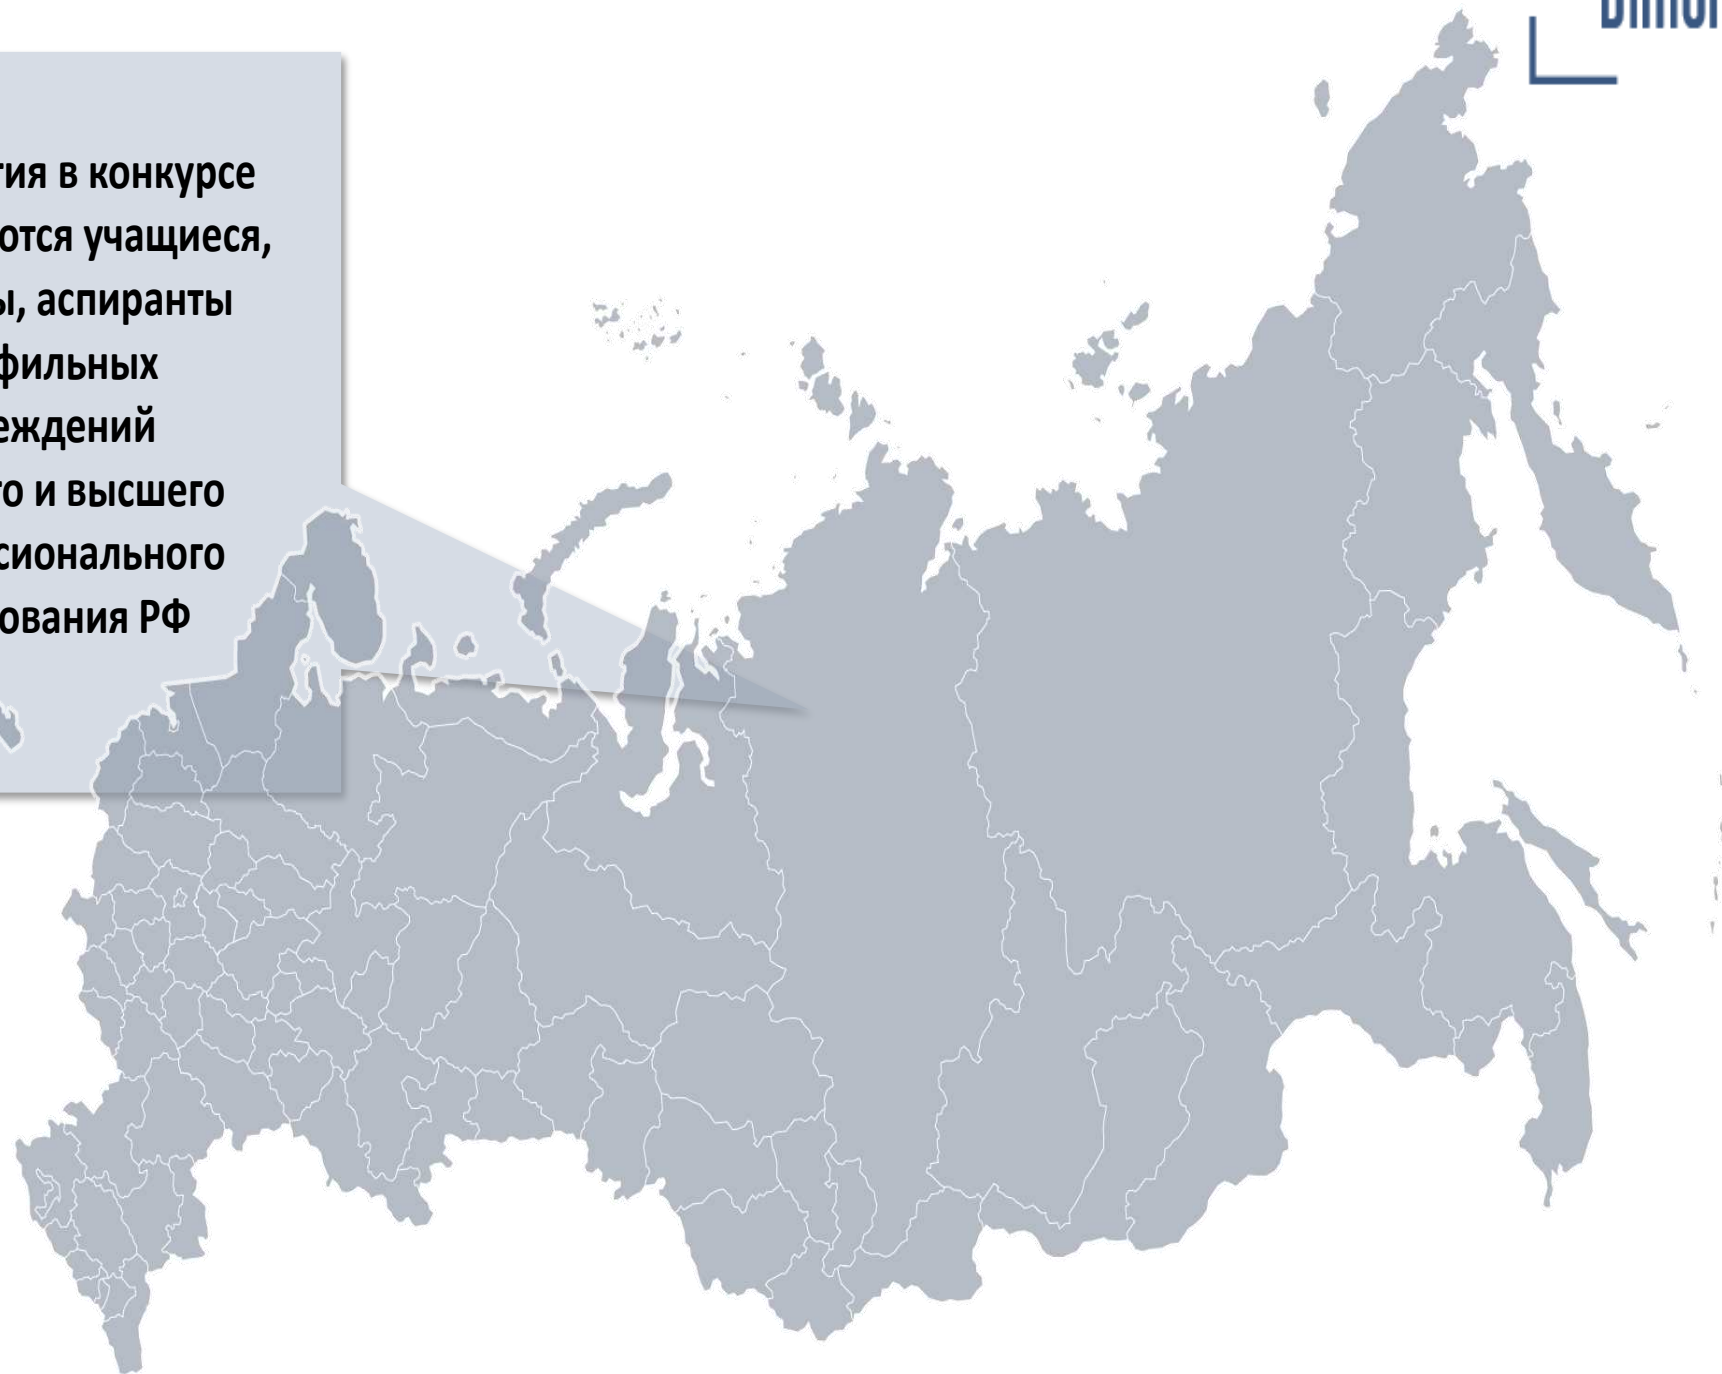 тия в конкурсе
ются учащиеся,
ы, аспиранты
фильных
еждений
го и высшего
сионального
ования РФ